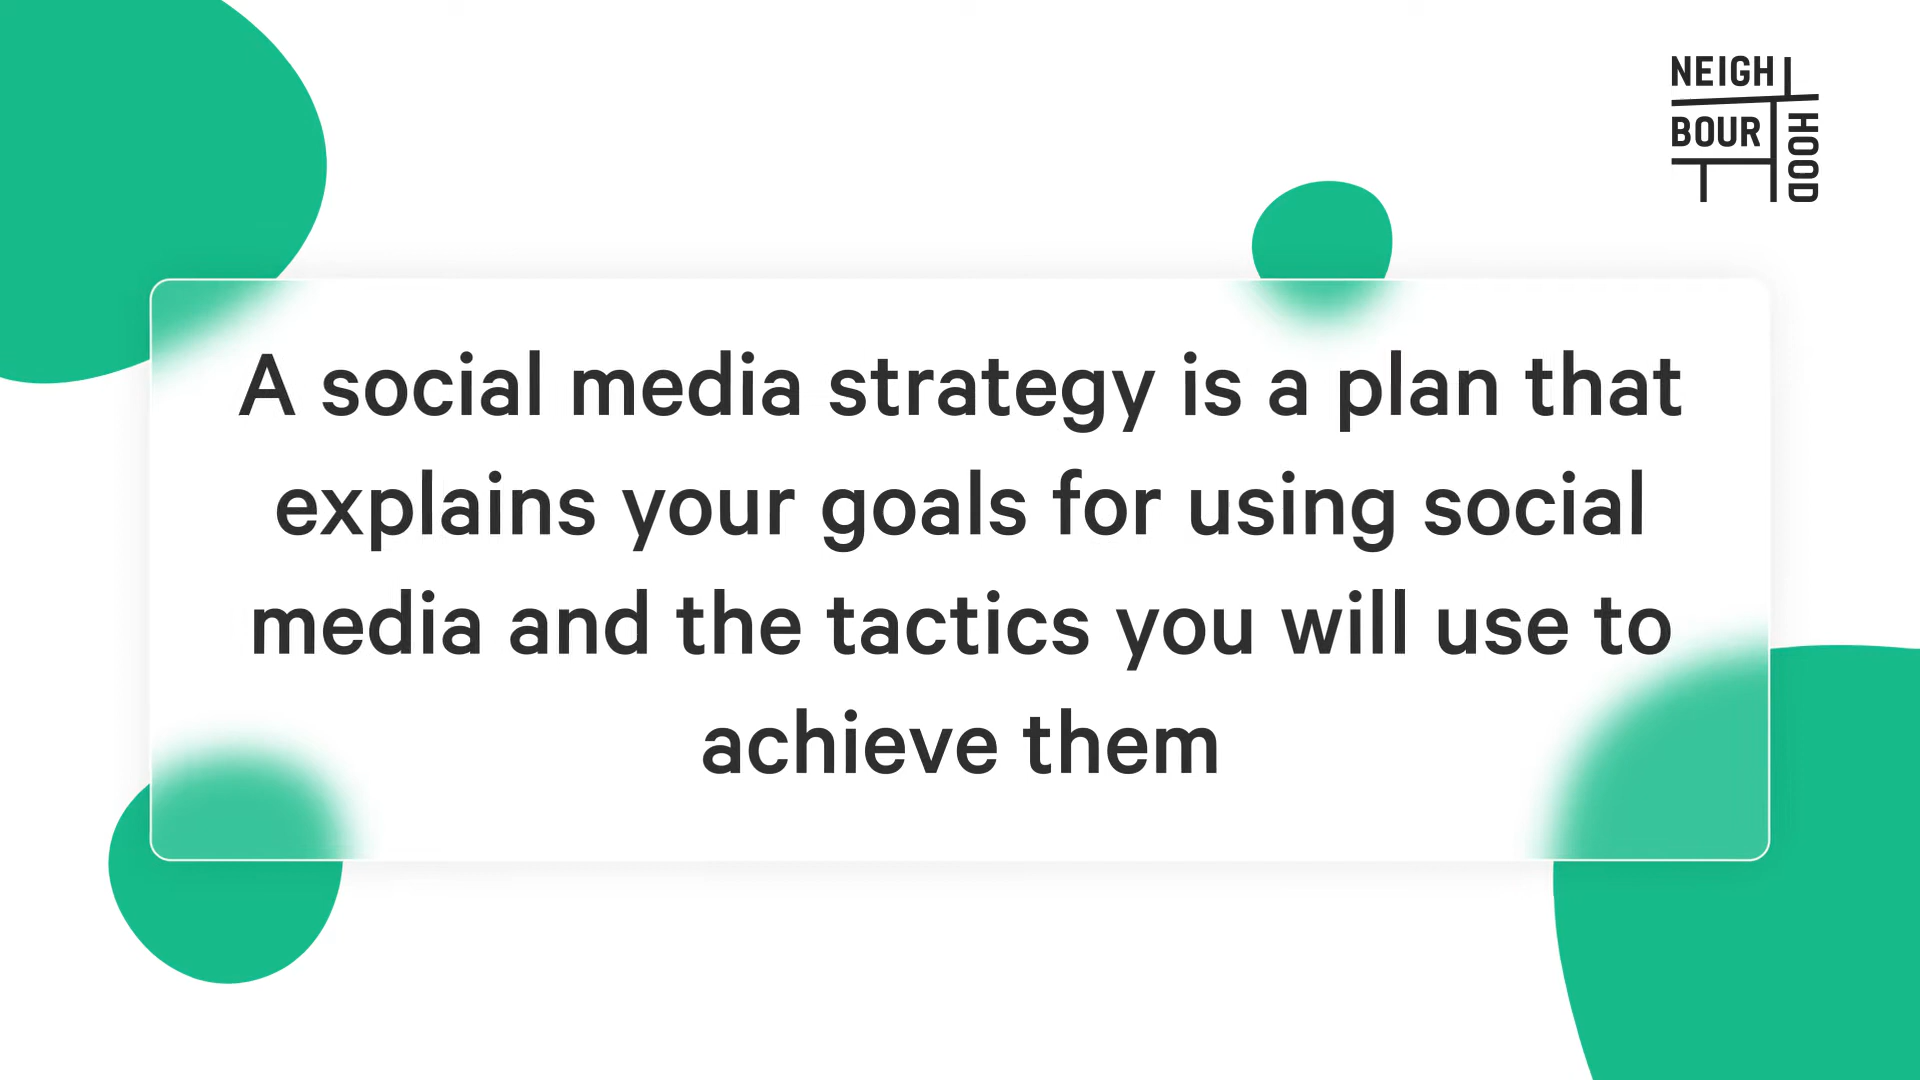 NEIGH
BOUR
HOOD
A social media strategy is a plan that
explains your goals for using social
media and the tactics you will use to
achieve them